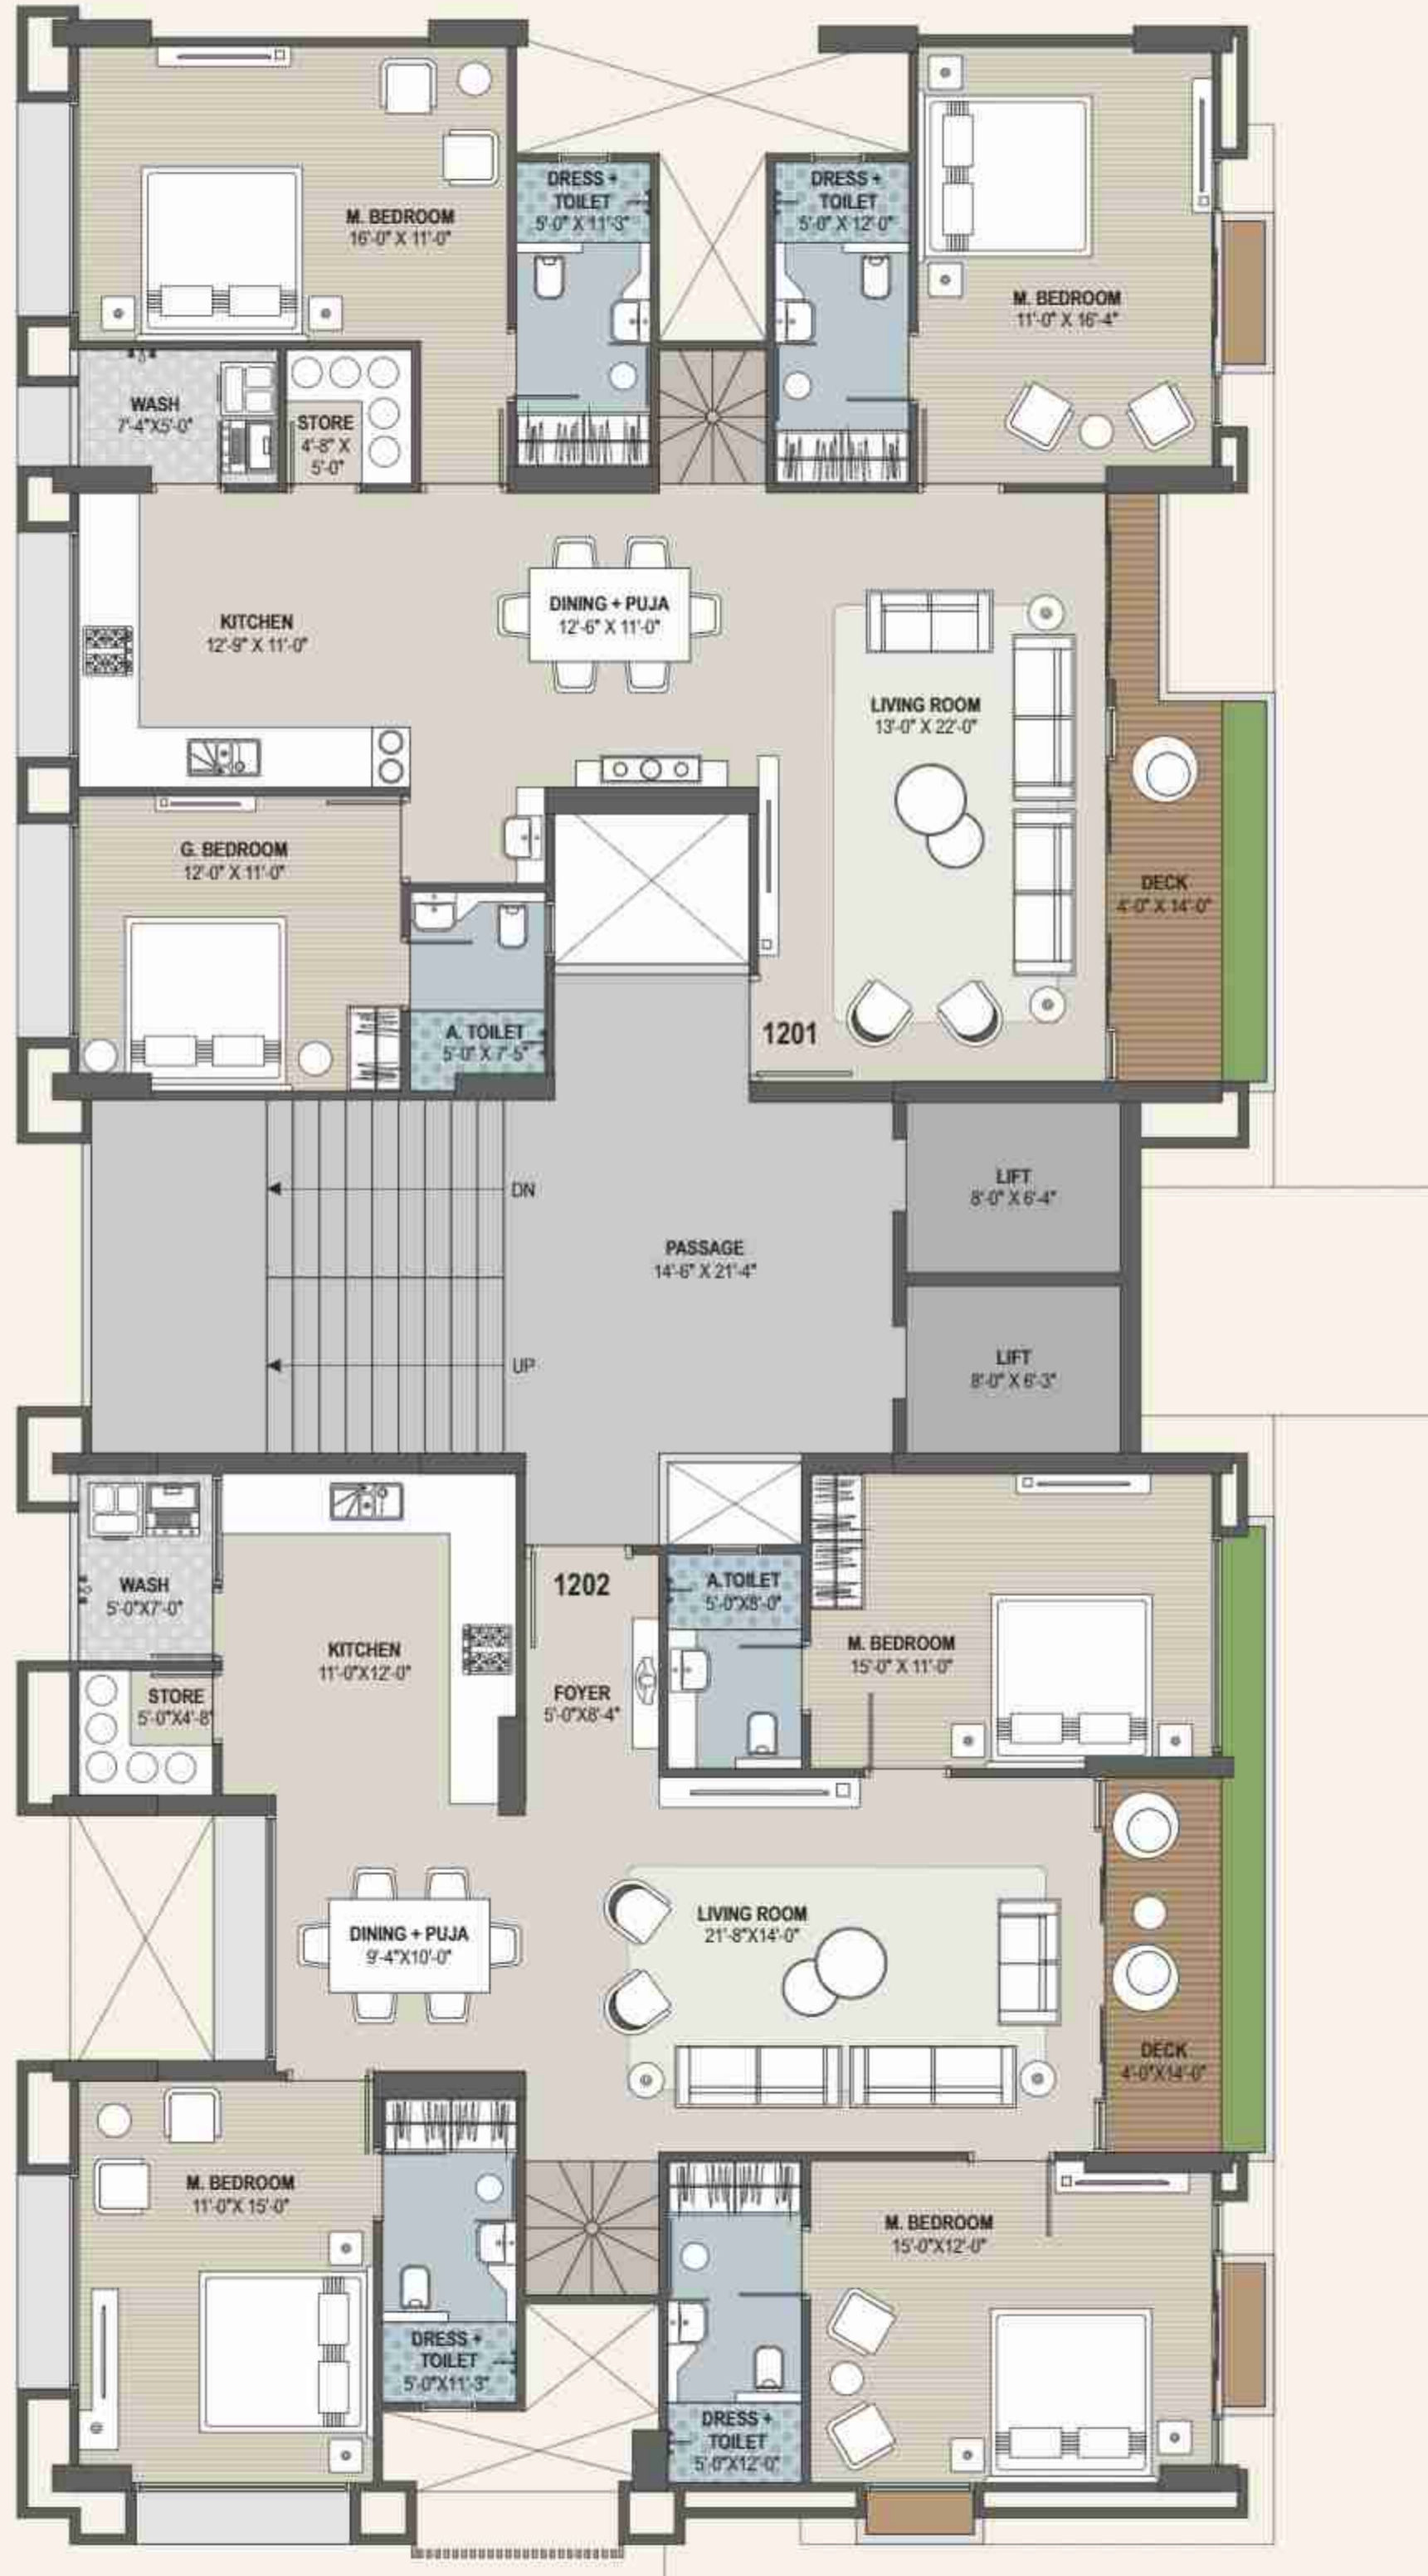 M. BEDROOM
16'-0" X 11'-0"
DRESS +
TOILET
5'-0" X 11'-3"
DRESS +
TOILET
5'-0" X 12'-0"
M. BEDROOM
11'-0" X 16'-4"
WASH
7'-4"X5'-0"
STORE
4'-8" X
5'-0"
KITCHEN
12'-9" X 11'-0"
DINING + PUJA
12'-6" X 11'-0"
LIVING ROOM
13'-0" X 22'-0"
G. BEDROOM
12'-0" X 11'-0"
DECK
4'-0" X 14'-0"
A. TOILET
5'-0" X 7'-5"
1201
DN
LIFT
8'-0" X 6'-4"
PASSAGE
14'-6" X 21'-4"
UP
LIFT
8'-0" X 6'-3"
WASH
5'-0"X7'-0"
KITCHEN
11'-0"X12'-0"
1202
A.TOILET
5'-0"X8'-0"
M. BEDROOM
15'-0" X 11'-0"
STORE
5'-0"X4'-8"
FOYER
5'-0"X8'-4"
DINING + PUJA
9'-4"X10'-0"
LIVING ROOM
21'-8"X14'-0"
DECK
4'-0"X14'-0"
M. BEDROOM
11'-0"X 15'-0"
M. BEDROOM
15'-0"X12'-0"
DRESS +
TOILET
5'-0"X11'-3"
DRESS +
TOILET
5'-0"X12'-0"